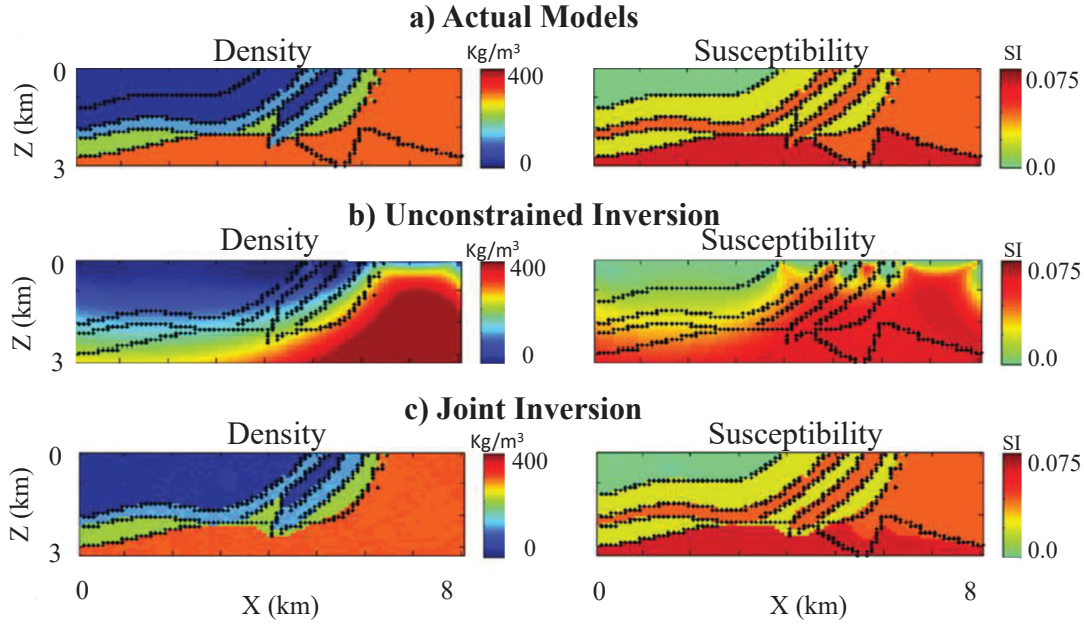 a) Actual Models
Density Kg/m³ Susceptibility SI
0 400 0.075
Z (km)
3 0 0.0
b) Unconstrained Inversion
Density Kg/m³ Susceptibility SI
0 400 0.075
Z (km)
3 0 0.0
c) Joint Inversion
Density Kg/m³ Susceptibility SI
0 400 0.075
Z (km)
3 0 0.0
0 8 0 8
X (km) X (km)